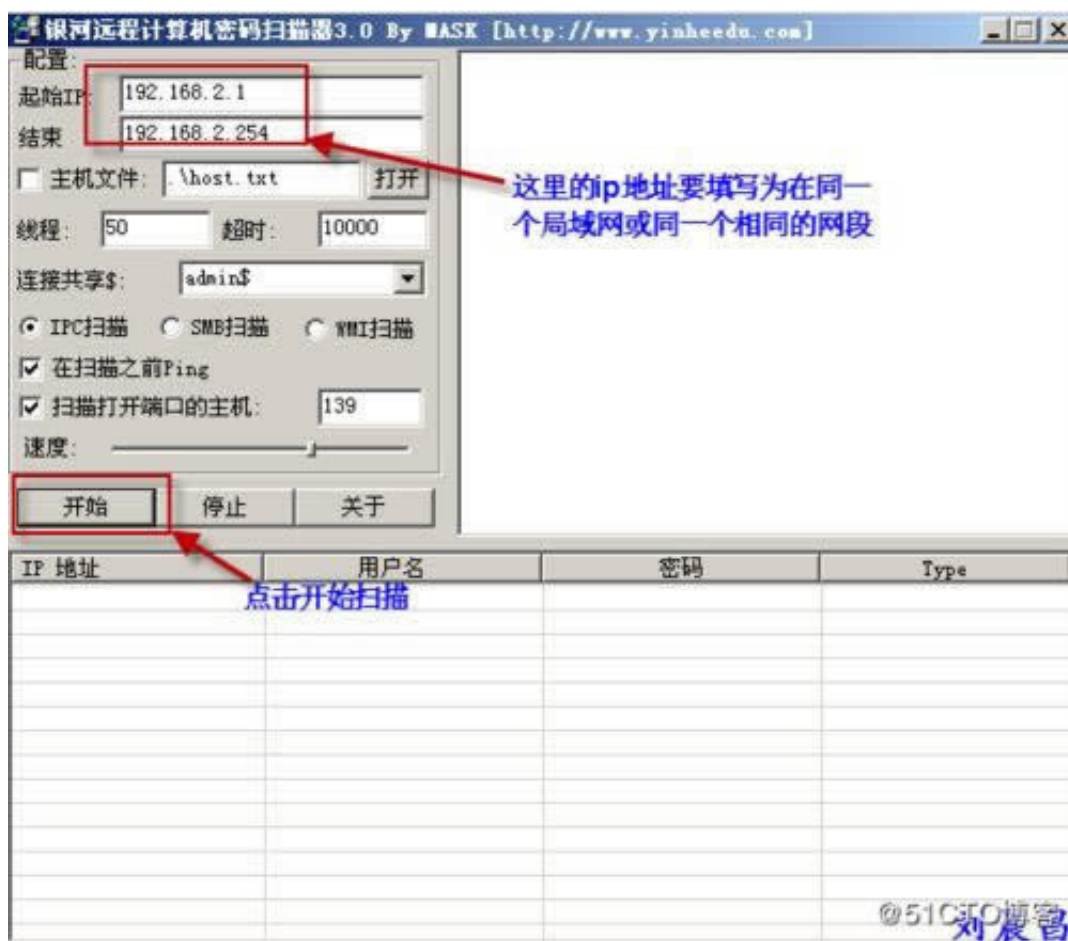 银河远程计算机密码扫描器3.0 By MASK [http://www.yinheedu.com]
配置:
起始IP: 192.168.2.1
结束 192.168.2.254
主机文件: .\host.txt 打开
这里的ip地址要填写为在同一
个局域网或同一个相同的网段
线程: 50 超时: 10000
连接共享$: admin$
IPC扫描 SMB扫描 WMI扫描
在扫描之前Ping
扫描打开端口的主机: 139
速度:
开始 停止 关于
IP 地址 用户名 密码 Type
点击开始扫描
@51CTO博客
刘晨昌